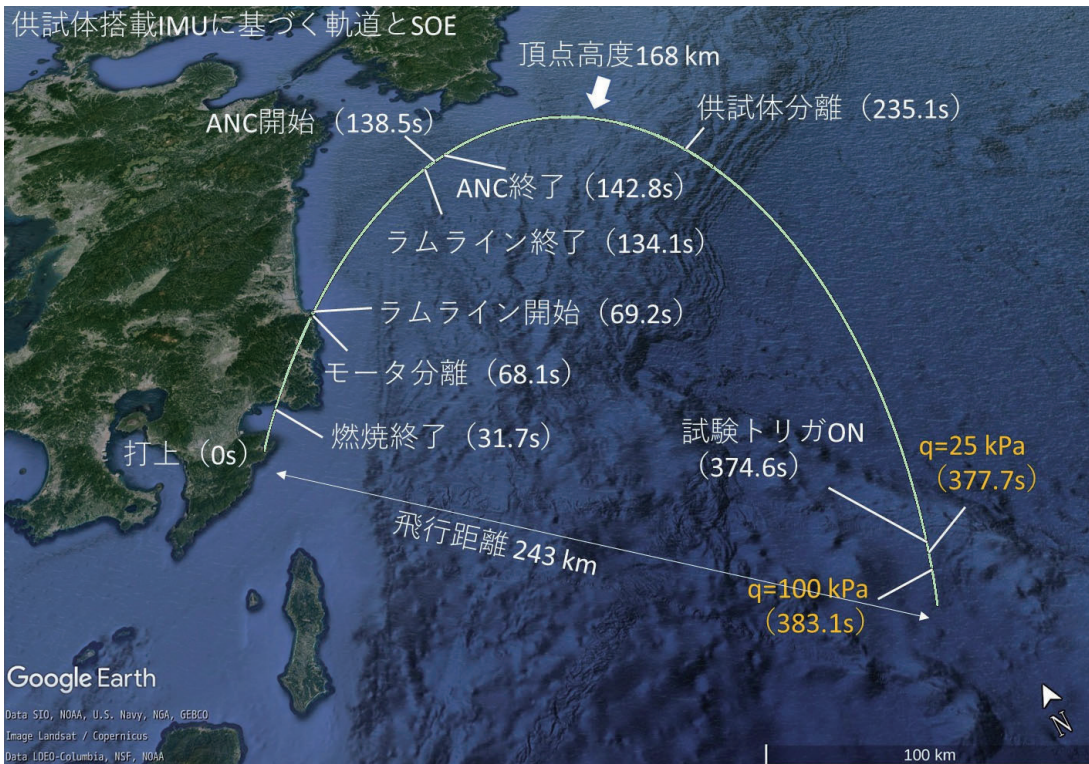 供試体搭載IMUに基づく軌道とSOE
頂点高度168 km
ANC開始（138.5s）
供試体分離（235.1s）
ANC終了（142.8s）
ラムライン終了（134.1s）
ラムライン開始（69.2s）
モータ分離（68.1s）
燃焼終了（31.7s）
打上（0s）
試験トリガON
（374.6s）
q=25 kPa
（377.7s）
飛行距離 243 km
q=100 kPa
（383.1s）
Google Earth
Data SIO, NOAA, U.S. Navy, NGA, GEBCO
Image Landsat / Copernicus
Data LDEO-Columbia, NSF, NOAA
N
100 km